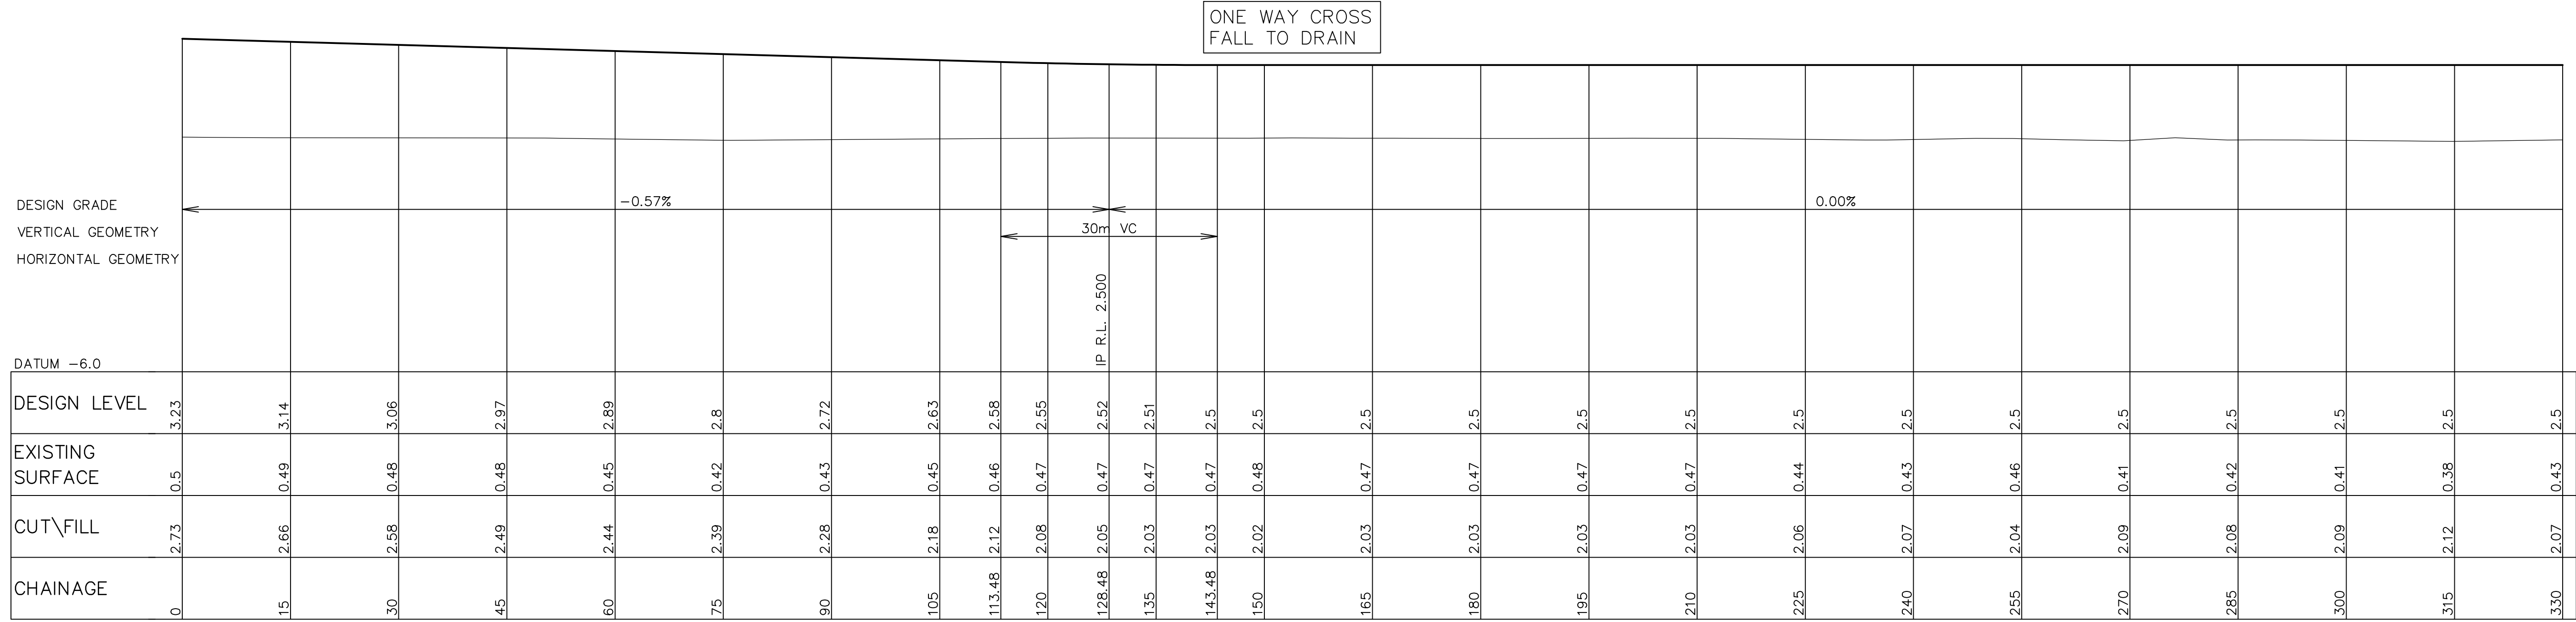 ONE WAY CROSS
FALL TO DRAIN
DESIGN GRADE
-0.57%
0.00%
VERTICAL GEOMETRY
30m VC
HORIZONTAL GEOMETRY
IP R.L. 2.500
DATUM -6.0
DESIGN LEVEL 3.23 3.14 3.06 2.97 2.89 2.8 2.72 2.63 2.58 2.55 2.52 2.51 2.5 2.5 2.5 2.5 2.5 2.5 2.5 2.5 2.5 2.5 2.5 2.5 2.5 2.5
EXISTING
SURFACE 0.5 0.49 0.48 0.48 0.45 0.42 0.43 0.45 0.46 0.47 0.47 0.47 0.47 0.48 0.47 0.47 0.47 0.47 0.44 0.43 0.46 0.41 0.42 0.41 0.38 0.43
CUT\FILL 2.73 2.66 2.58 2.49 2.44 2.39 2.28 2.18 2.12 2.08 2.05 2.03 2.03 2.02 2.03 2.03 2.03 2.03 2.06 2.07 2.04 2.09 2.08 2.09 2.12 2.07
CHAINAGE 0 15 30 45 60 75 90 105 113.48 120 128.48 135 143.48 150 165 180 195 210 225 240 255 270 285 300 315 330